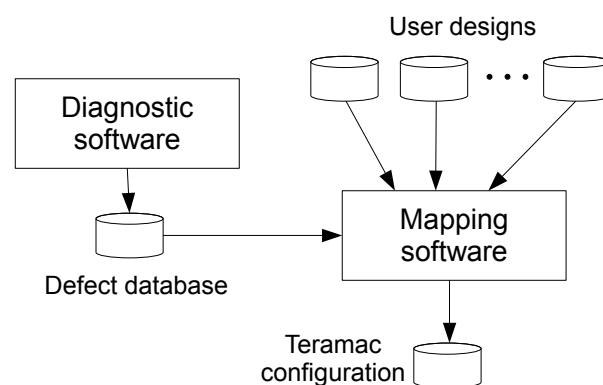 User designs
Diagnostic
software
Mapping
software
Defect database
Teramac
configuration